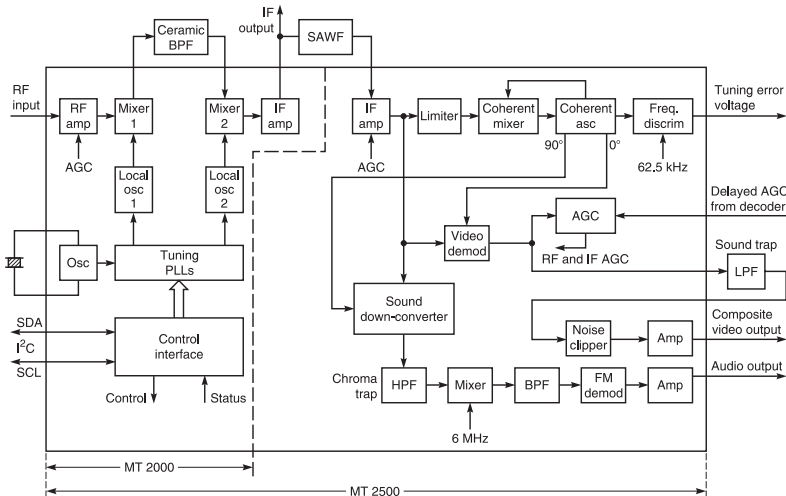 Ceramic
BPF
IF
output
SAWF
RF
input
RF
amp
Mixer
1
Mixer
2
IF
amp
IF
amp
Limiter
Coherent
mixer
Coherent
asc
Freq.
discrim
Tuning error
voltage
AGC
AGC
90°
0°
62.5 kHz
Local
osc
1
Local
osc
2
Delayed AGC
from decoder
AGC
Video
demod
RF and IF AGC
Sound trap
LPF
Osc
Tuning
PLLs
Sound
down-converter
SDA
I²C
SCL
Control
interface
Noise
clipper
Amp
Composite
video output
Control
Status
Chroma
trap
HPF
Mixer
BPF
FM
demod
Amp
Audio output
6 MHz
MT 2000
MT 2500